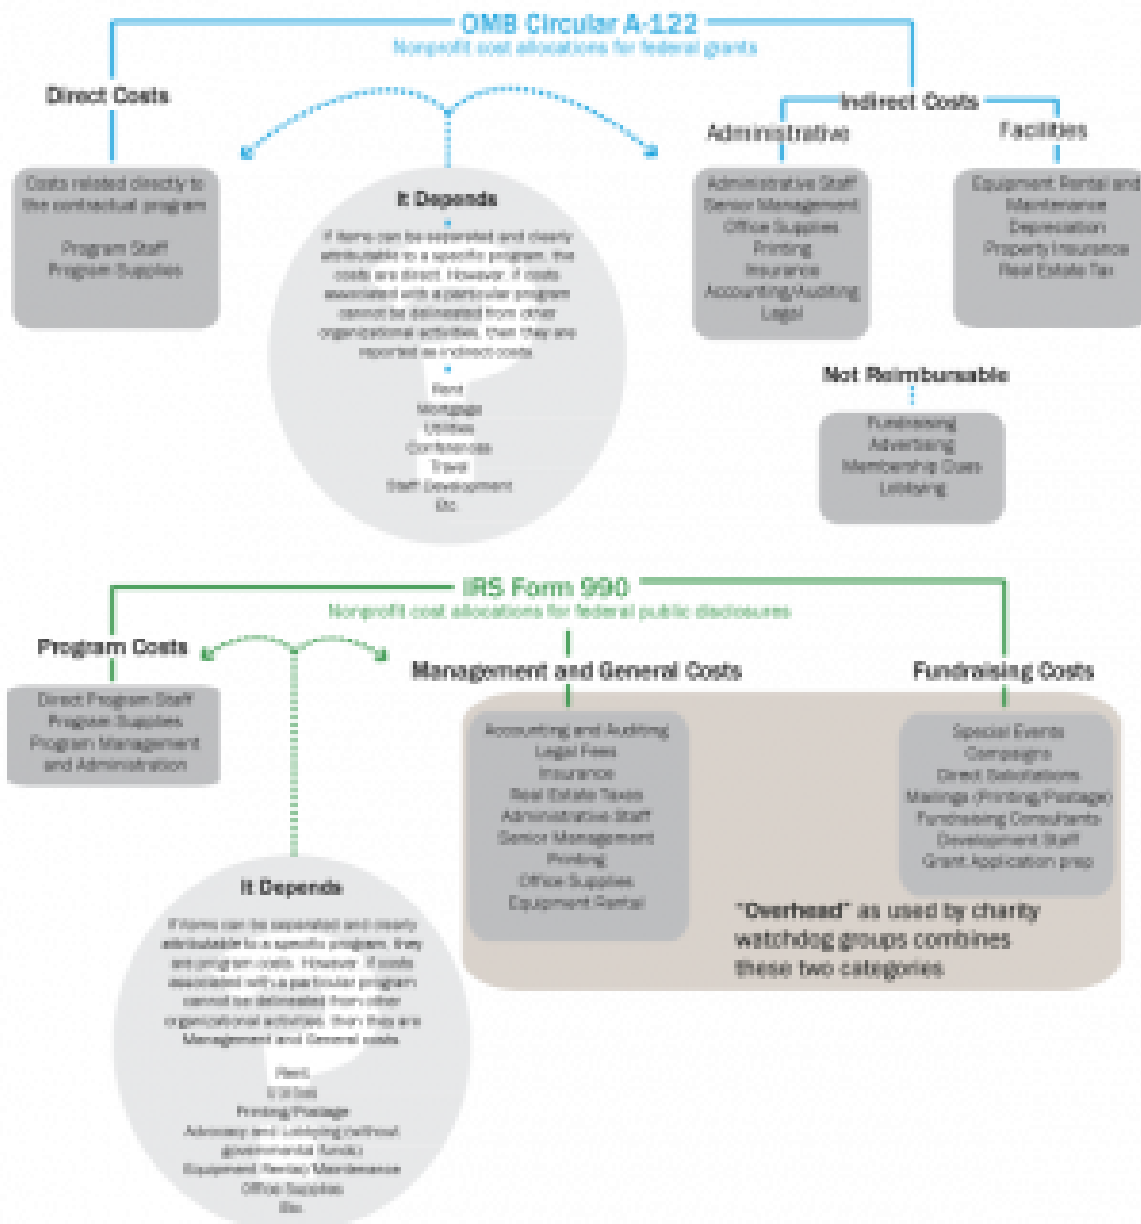 OMB Circular A-122
Nonprofit cost allocations for federal grants
Direct Costs
Costs related directly to
the contractual program
Program Staff
Program Supplies
It Depends
If items can be separated and clearly
attributable to a specific program, the
costs are direct. However, if costs
associated with a particular program
cannot be delineated from other
organizational activities, then they are
reported as indirect costs.
Rent
Mortgage
Utilities
Conferences
Travel
Staff Development
Etc.
Indirect Costs
Administrative
Administrative Staff
Senior Management
Office Supplies
Printing
Insurance
Accounting/Auditing
Legal
Facilities
Equipment Rental and
Maintenance
Depreciation
Property Insurance
Real Estate Tax
Not Reimbursable
Fundraising
Advertising
Membership Dues
Lobbying
IRS Form 990
Nonprofit cost allocations for federal public disclosures
Program Costs
Direct Program Staff
Program Supplies
Program Management
and Administration
It Depends
If items can be separated and clearly
attributable to a specific program, they
are program costs. However, if costs
associated with a particular program
cannot be delineated from other
organizational activities, then they are
Management and General costs.
Rent
Utilities
Printing/Postage
Advocacy and Lobbying (without
governmental funds)
Equipment Rental/Maintenance
Office Supplies
Etc.
Management and General Costs
Accounting and Auditing
Legal Fees
Insurance
Real Estate Taxes
Administrative Staff
Senior Management
Printing
Office Supplies
Equipment Rental
Fundraising Costs
Special Events
Campaigns
Direct Solicitations
Mailings (Printing/Postage)
Fundraising Consultants
Development Staff
Grant Application prep
"Overhead" as used by charity
watchdog groups combines
these two categories